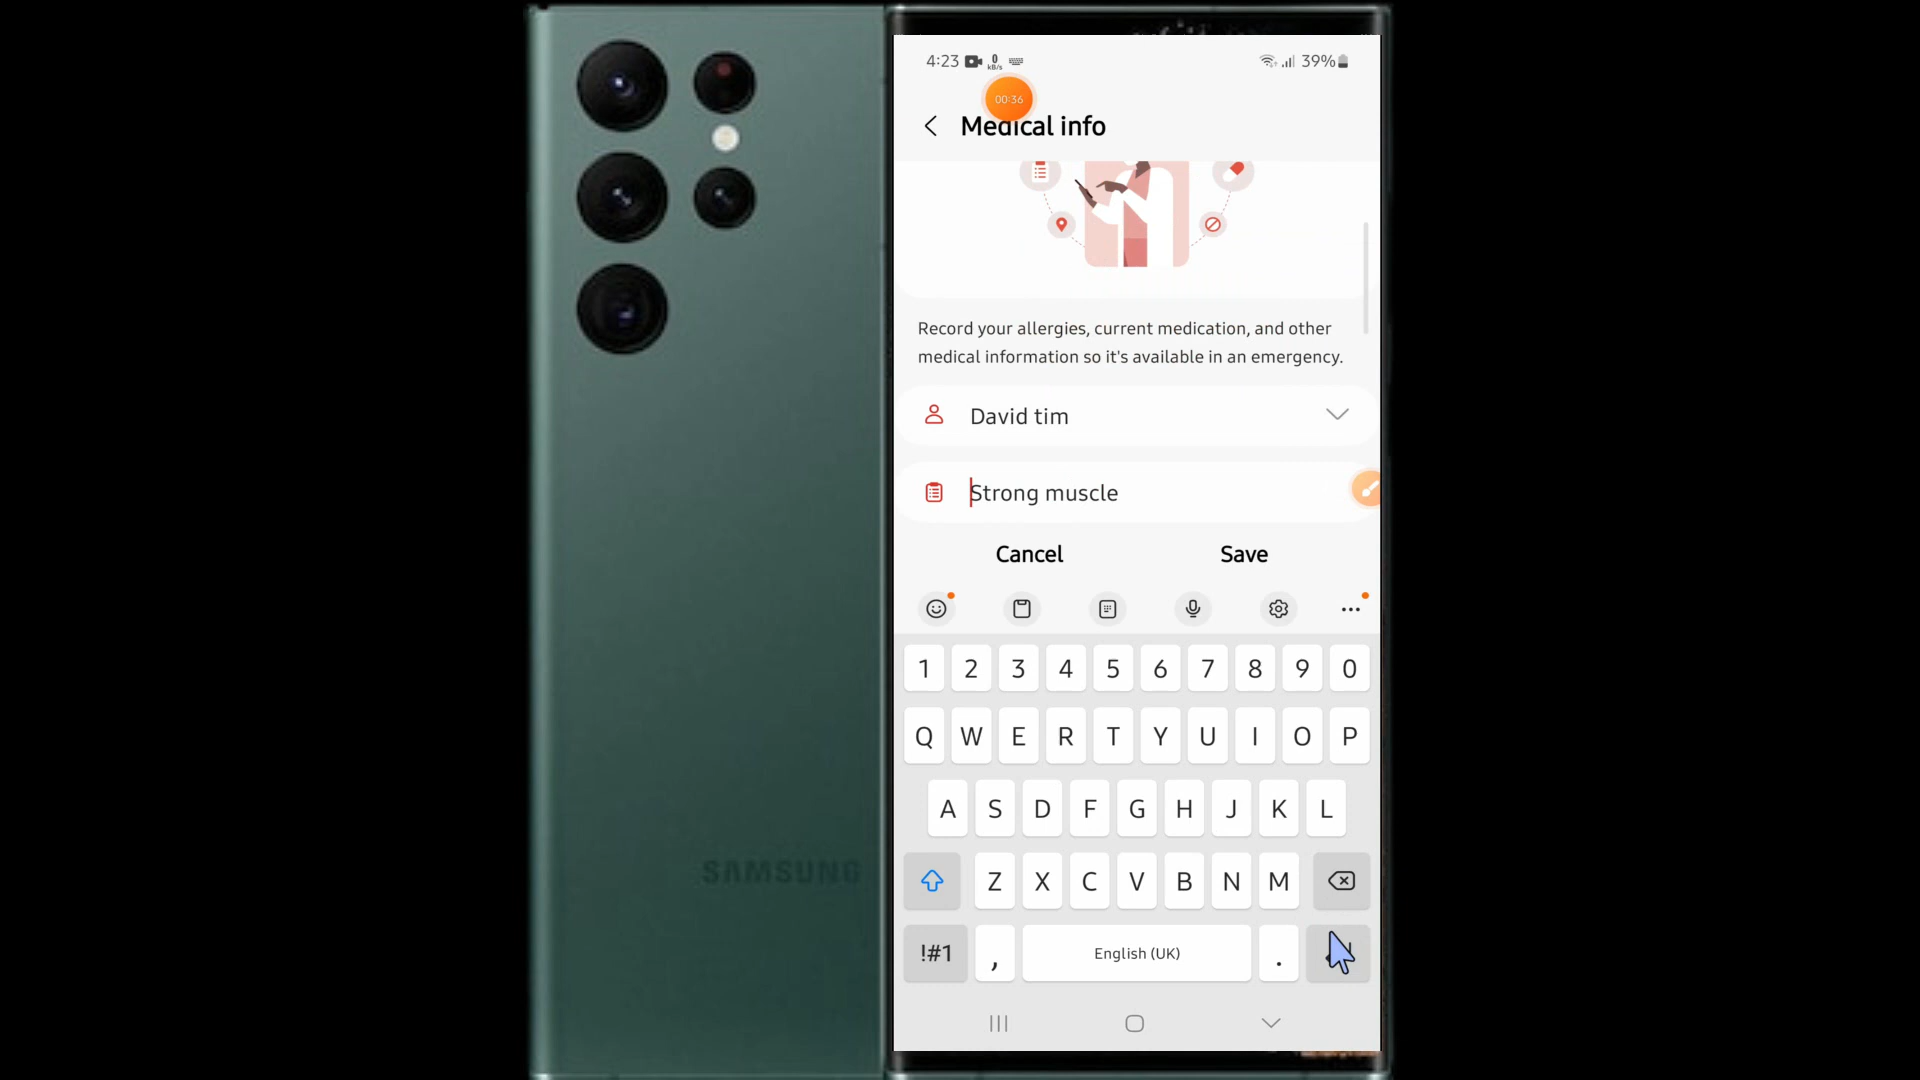 4:23 0 KB/s 39%
00:36
Medical info
Record your allergies, current medication, and other
medical information so it's available in an emergency.
David tim
Strong muscle
Cancel Save
1 2 3 4 5 6 7 8 9 0
Q W E R T Y U I O P
A S D F G H J K L
SAMSUNG
Z X C V B N M
!#1 , English (UK) .